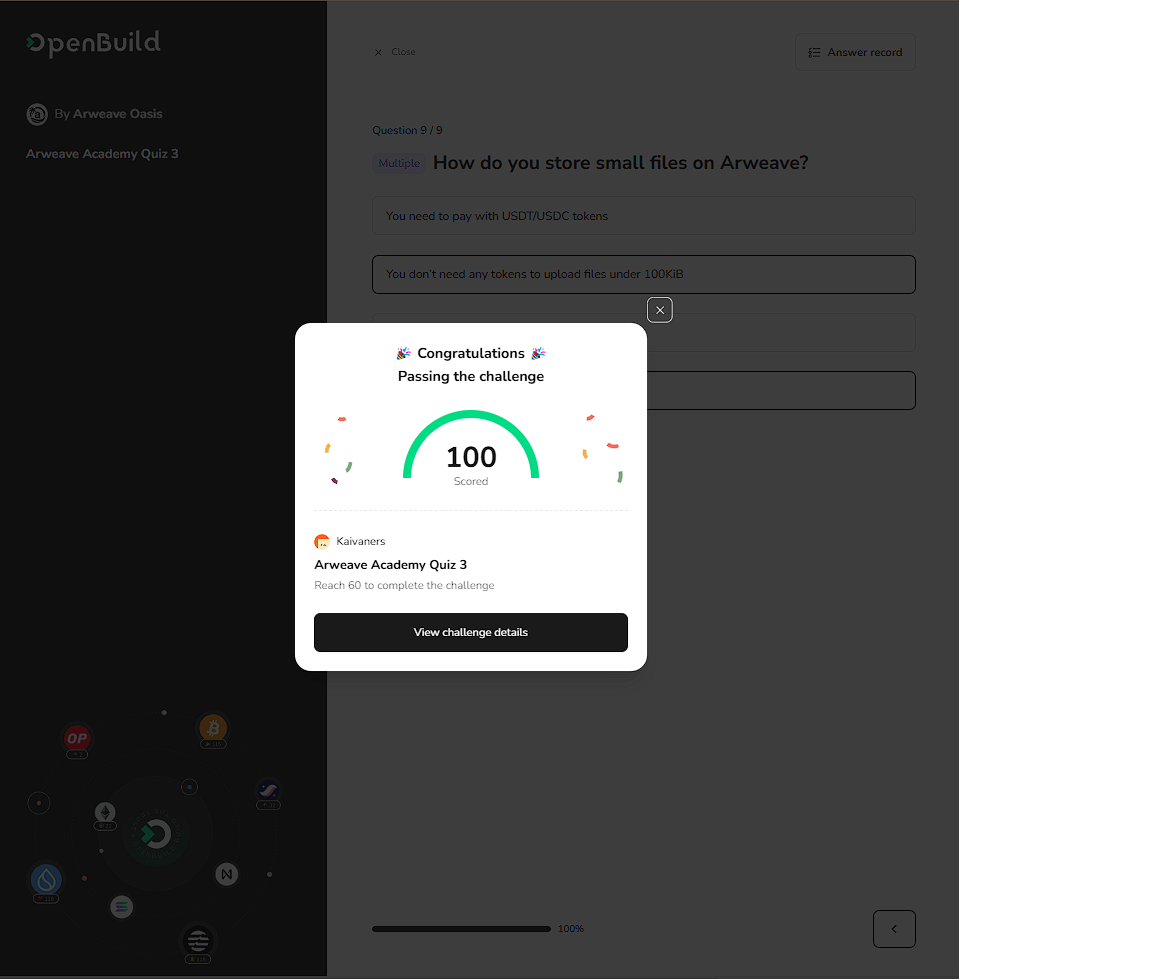 OpenBuild
By Arweave Oasis
Arweave Academy Quiz 3
Close
Answer record
Question 9 / 9
Multiple
How do you store small files on Arweave?
You need to pay with USDT/USDC tokens
You don't need any tokens to upload files under 100KiB
🎉 Congratulations 🎉
Passing the challenge
100
Scored
Kaivaners
Arweave Academy Quiz 3
Reach 60 to complete the challenge
View challenge details
OP
100%